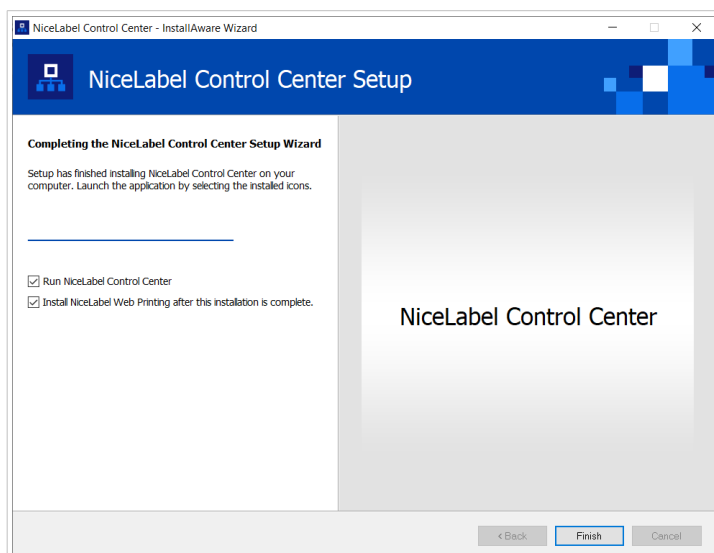 NiceLabel Control Center - InstallAware Wizard
NiceLabel Control Center Setup
Completing the NiceLabel Control Center Setup Wizard
Setup has finished installing NiceLabel Control Center on your
computer. Launch the application by selecting the installed icons.
Run NiceLabel Control Center
Install NiceLabel Web Printing after this installation is complete.
NiceLabel Control Center
< Back
Finish
Cancel